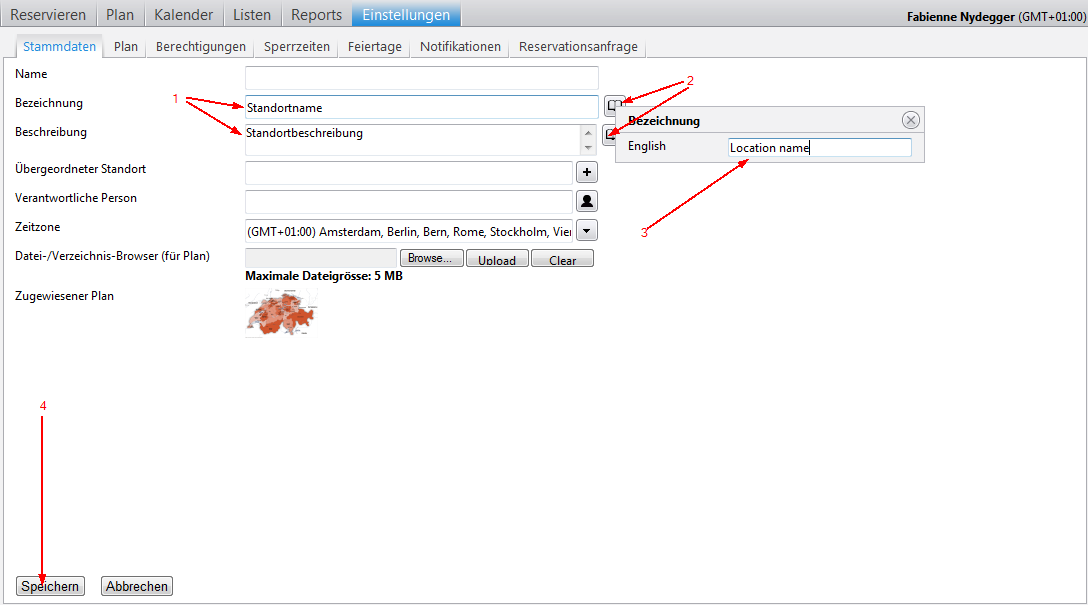 Reservieren Plan Kalender Listen Reports Einstellungen Fabienne Nydegger (GMT+01:00)
Stammdaten Plan Berechtigungen Sperrzeiten Feiertage Notifikationen Reservationsanfrage
Name
Bezeichnung 1 Standortname 2
Bezeichnung
Beschreibung Standortbeschreibung
English Location name
Übergeordneter Standort
Verantwortliche Person
Zeitzone (GMT+01:00) Amsterdam, Berlin, Bern, Rome, Stockholm, Vien 3
Datei-/Verzeichnis-Browser (für Plan) Browse... Upload Clear
Maximale Dateigrösse: 5 MB
Zugewiesener Plan
4
Speichern Abbrechen